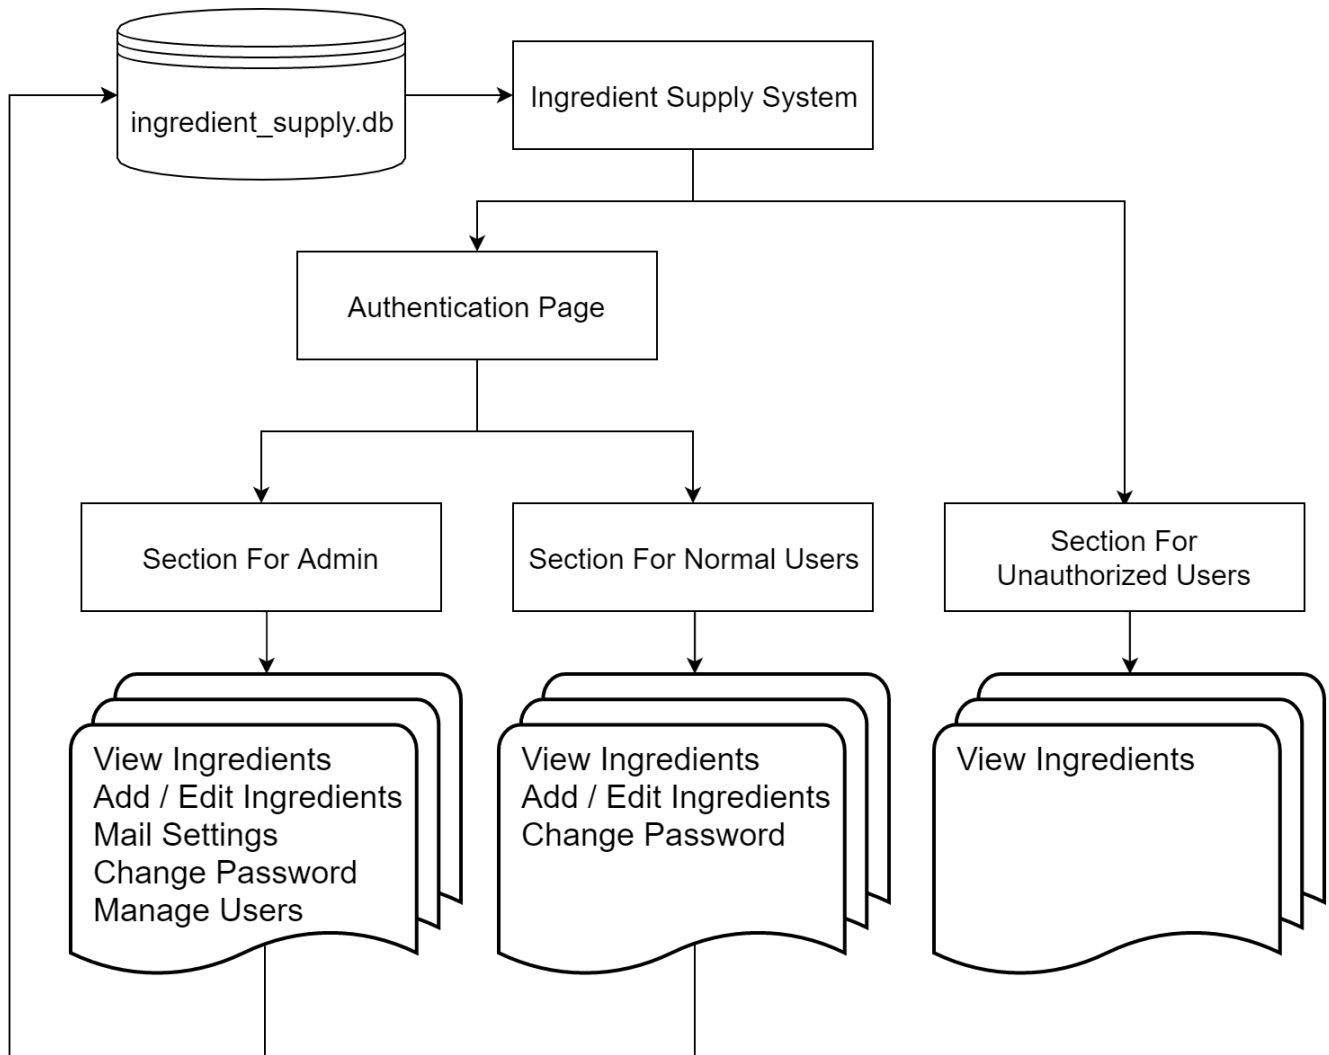 ingredient_supply.db
Ingredient Supply System
Authentication Page
Section For Admin
Section For Normal Users
Section For
Unauthorized Users
View Ingredients
Add / Edit Ingredients
Mail Settings
Change Password
Manage Users
View Ingredients
Add / Edit Ingredients
Change Password
View Ingredients